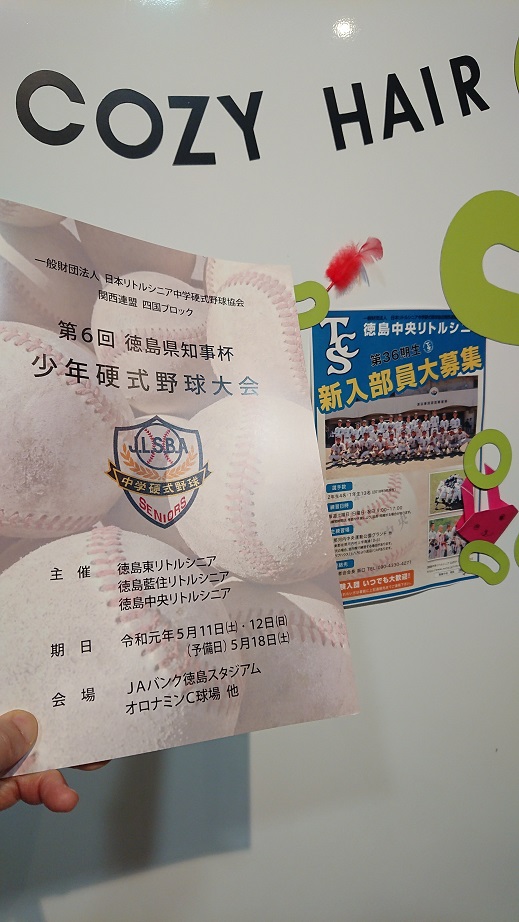 COZY HAIR
一般財団法人 日本リトルシニア中学硬式野球協会
関西連盟 四国ブロック
第6回 徳島県知事杯
少年硬式野球大会
JLSBA
中学硬式野球
SENIORS
主催 徳島東リトルシニア
徳島藍住リトルシニア
徳島中央リトルシニア
期日 令和元年5月11日(土)・12日(日)
(予備日) 5月18日(土)
会場 JAバンク徳島スタジアム
オロナミンC球場 他
TCS
徳島中央リトルシニ
第36期生
新入部員大募集
いつでも大歓迎!